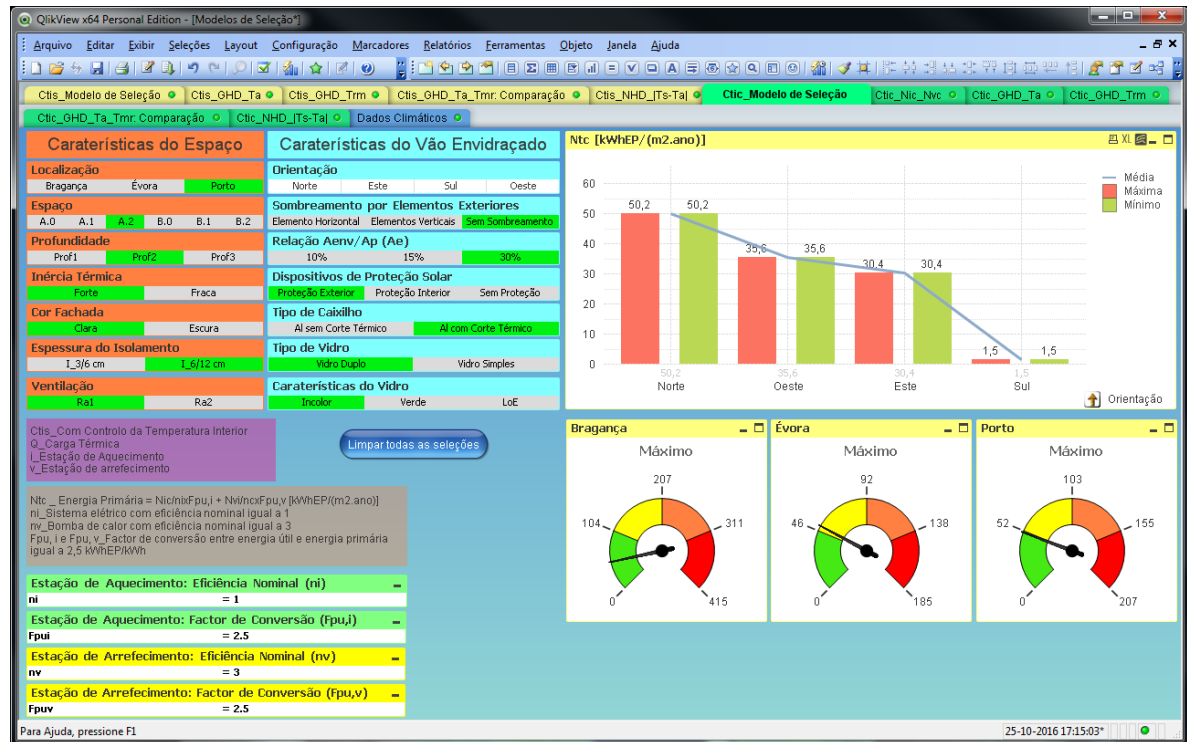 QlikView x64 Personal Edition - [Modelos de Seleção*]
Arquivo Editar Exibir Seleções Layout Configuração Marcadores Relatórios Ferramentas Objeto Janela Ajuda
Ctis_Modelo de Seleção Ctis_GHD_Ta Ctis_GHD_Trm Ctis_GHD_Ta_Tmr: Comparação Ctis_NHD_|Ts-Ta| Ctic_Modelo de Seleção Ctic_Nic_Nvc Ctic_GHD_Ta Ctic_GHD_Trm
Ctic_GHD_Ta_Tmr: Comparação Ctic_NHD_|Ts-Ta| Dados Climáticos
Caraterísticas do Espaço
Localização
Bragança Évora Porto
Espaço
A.0 A.1 A.2 B.0 B.1 B.2
Profundidade
Prof1 Prof2 Prof3
Inércia Térmica
Forte Fraca
Cor Fachada
Clara Escura
Espessura do Isolamento
I_3/6 cm I_6/12 cm
Ventilação
Ra1 Ra2
Caraterísticas do Vão Envidraçado
Orientação
Norte Este Sul Oeste
Sombreamento por Elementos Exteriores
Elemento Horizontal Elementos Verticais Sem Sombreamento
Relação Aenv/Ap (Ae)
10% 15% 30%
Dispositivos de Proteção Solar
Proteção Exterior Proteção Interior Sem Proteção
Tipo de Caixilho
Al sem Corte Térmico Al com Corte Térmico
Tipo de Vidro
Vidro Duplo Vidro Simples
Caraterísticas do Vidro
Incolor Verde LoE
Ntc [kWhEP/(m2.ano)]
XL
Média
Máxima
Mínimo
60
50
40
30
20
10
0
50,2 50,2
35,6 35,6
30,4 30,4
1,5 1,5
50,2 35,6 30,4 1,5
Norte Oeste Este Sul
Orientação
Ctis_Com Controlo da Temperatura Interior
Q_Carga Térmica
i_Estação de Aquecimento
v_Estação de arrefecimento
Limpar todas as seleções
Ntc _ Energia Primária = Nic/nixFpu,i + Nvi/ncxFpu,v [kWhEP/(m2.ano)]
ni_Sistema elétrico com eficiência nominal igual a 1
nv_Bomba de calor com eficiência nominal igual a 3
Fpu, i e Fpu, v_Factor de conversão entre energia útil e energia primária
igual a 2,5 kWhEP/kWh
Estação de Aquecimento: Eficiência Nominal (ni)
ni = 1
Estação de Aquecimento: Factor de Conversão (Fpu,i)
Fpui = 2.5
Estação de Arrefecimento: Eficiência Nominal (nv)
nv = 3
Estação de Arrefecimento: Factor de Conversão (Fpu,v)
Fpuv = 2.5
Bragança
Máximo
207
104 311
0 415
Évora
Máximo
92
46 138
0 185
Porto
Máximo
103
52 155
0 207
Para Ajuda, pressione F1
25-10-2016 17:15:03*